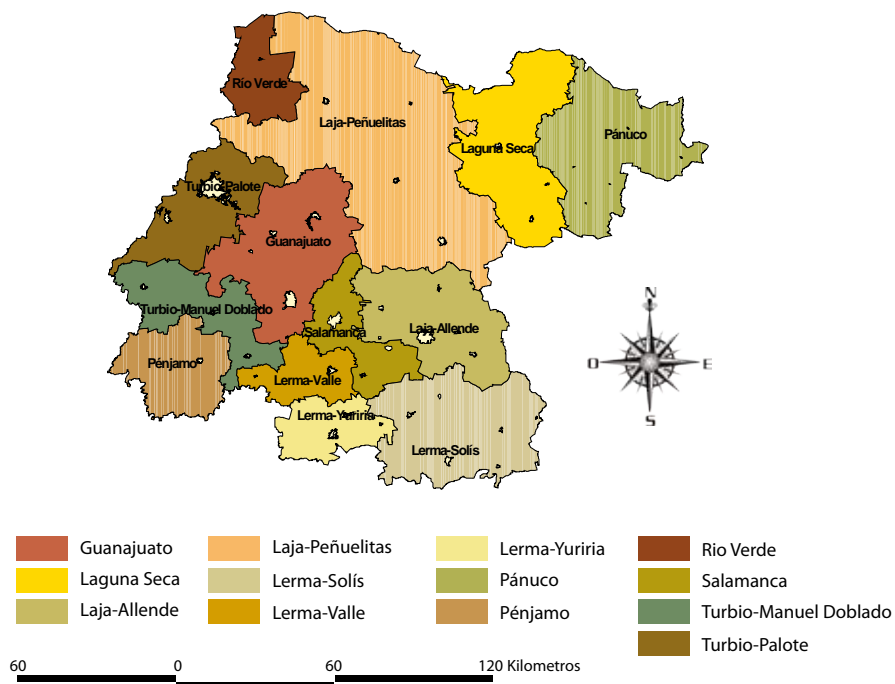 Río Verde
Laja-Peñuelitas
Pánuco
Laguna Seca
Turbio-Palote
Guanajuato
Turbio-Manuel Doblado
Salamanca
Laja-Allende
Pénjamo
Lerma-Valle
Lerma-Yuriria
Lerma-Solís
N
O
E
S
Guanajuato
Laja-Peñuelitas
Lerma-Yuriria
Rio Verde
Laguna Seca
Lerma-Solís
Pánuco
Salamanca
Laja-Allende
Lerma-Valle
Pénjamo
Turbio-Manuel Doblado
Turbio-Palote
60 0 60 120 Kilometros